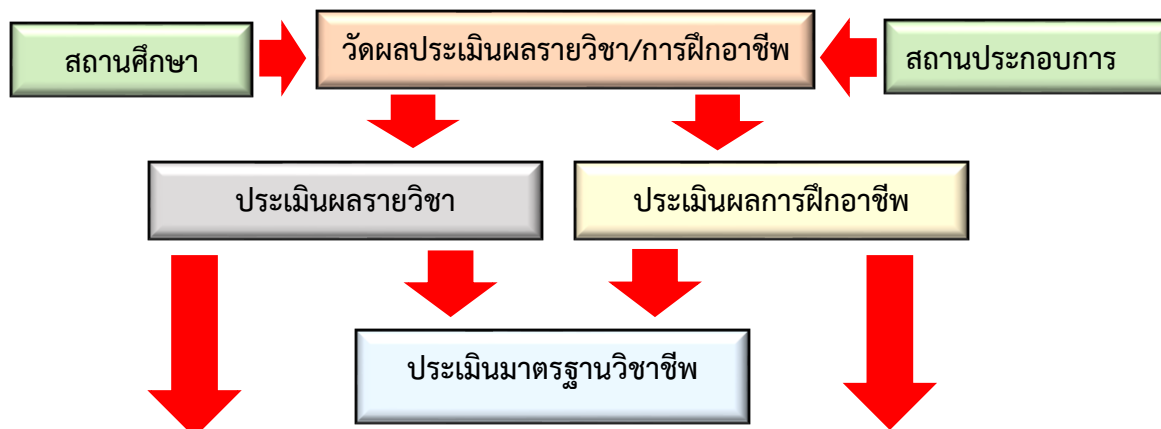 สถานศึกษา
วัดผลประเมินผลรายวิชา/การฝึกอาชีพ
สถานประกอบการ
ประเมินผลรายวิชา
ประเมินผลการฝึกอาชีพ
ประเมินมาตรฐานวิชาชีพ